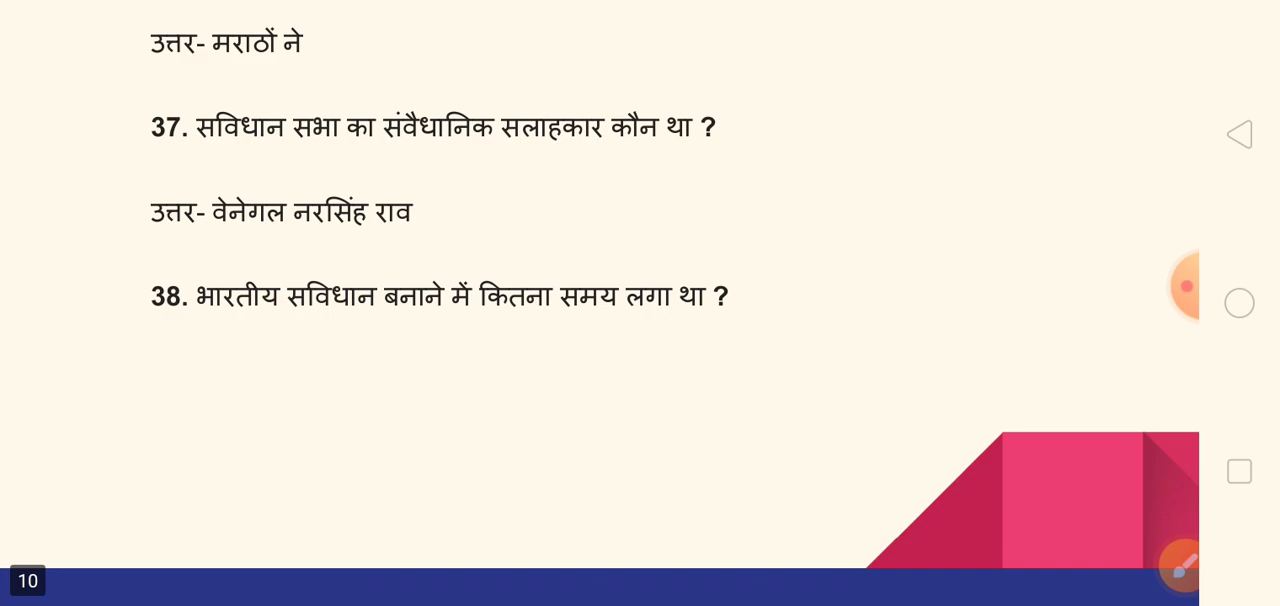 उत्तर- मराठों ने
37. सविधान सभा का संवैधानिक सलाहकार कौन था ?
उत्तर- वेनेगल नरसिंह राव
38. भारतीय सविधान बनाने में कितना समय लगा था ?
10